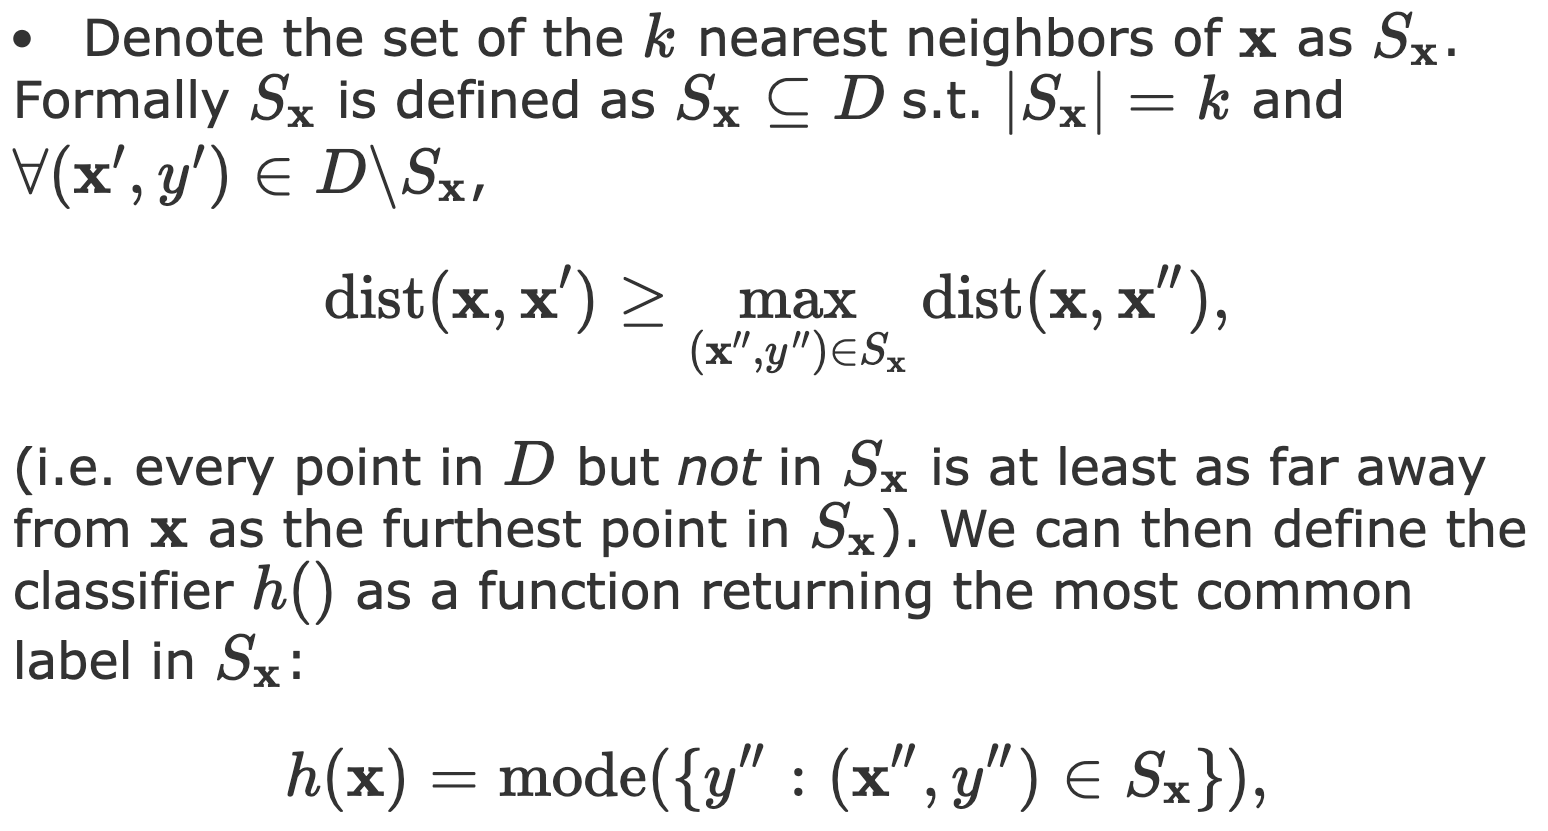 • Denote the set of the k nearest neighbors of x as Sₓ.
Formally Sₓ is defined as Sₓ ⊆ D s.t. |Sₓ| = k and
∀(x′, y′) ∈ D\Sₓ,
dist(x, x′) ≥ max_{(x″,y″)∈Sₓ} dist(x, x″),
(i.e. every point in D but not in Sₓ is at least as far away
from x as the furthest point in Sₓ). We can then define the
classifier h() as a function returning the most common
label in Sₓ:
h(x) = mode({y″ : (x″, y″) ∈ Sₓ}),